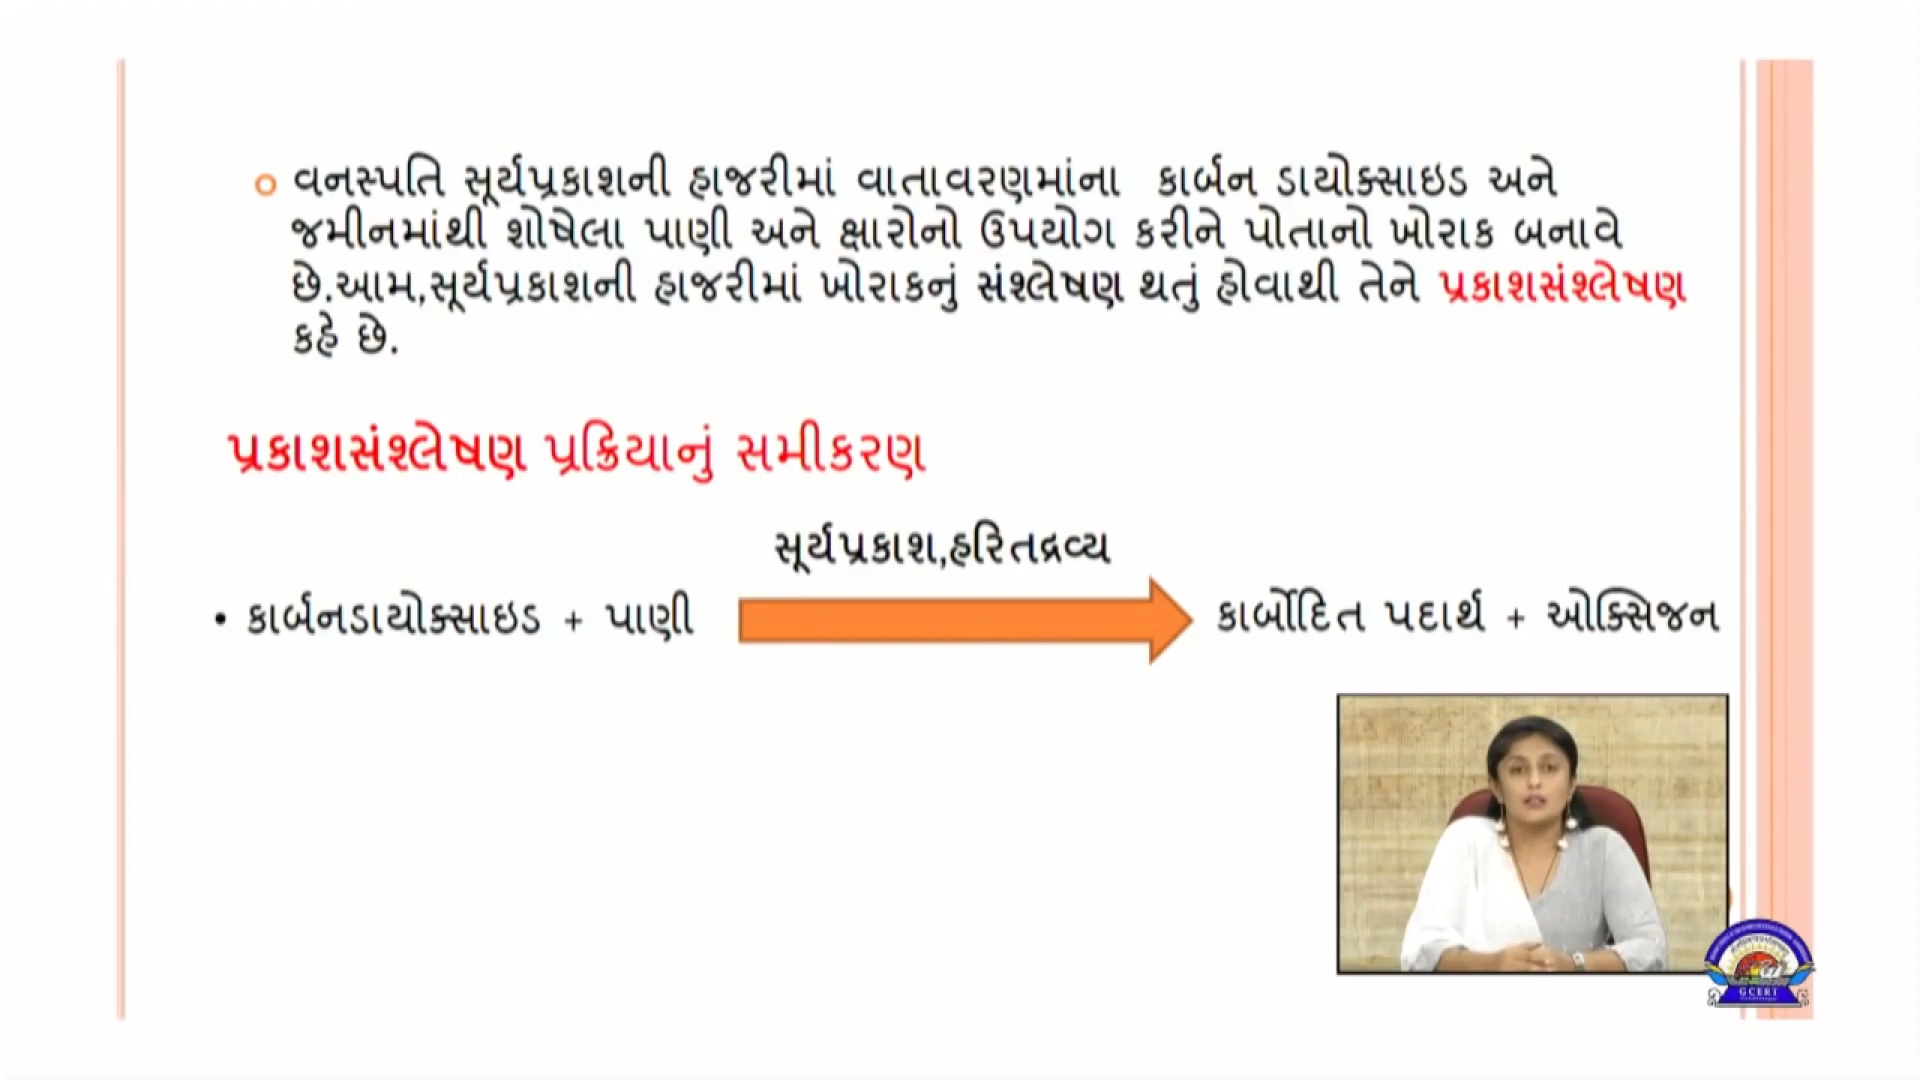 વનસ્પતિ સૂર્યપ્રકાશની હાજરીમાં વાતાવરણમાંના કાર્બન ડાયોક્સાઇડ અને
જમીનમાંથી શોષેલા પાણી અને ક્ષારોનો ઉપયોગ કરીને પોતાનો ખોરાક બનાવે
છે.આમ,સૂર્યપ્રકાશની હાજરીમાં ખોરાકનું સંશ્લેષણ થતું હોવાથી તેને પ્રકાશસંશ્લેષણ
કહે છે.
પ્રકાશસંશ્લેષણ પ્રક્રિયાનું સમીકરણ
સૂર્યપ્રકાશ,હરિતદ્રવ્ય
• કાર્બનડાયોક્સાઇડ + પાણી
કાર્બોદિત પદાર્થ + ઓક્સિજન
GCERT